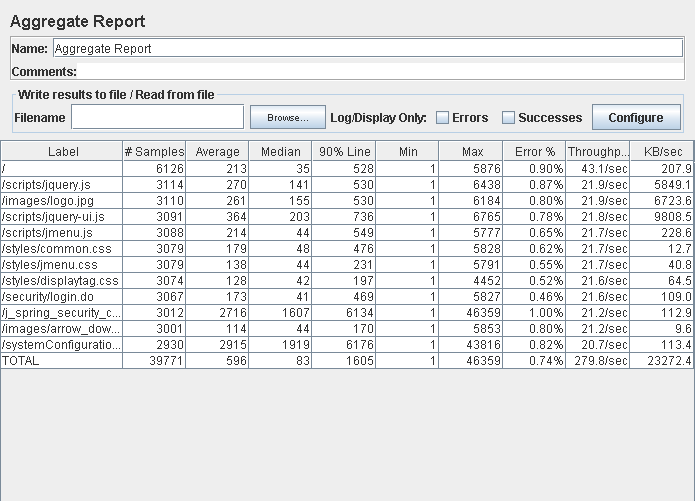 Aggregate Report
Name: Aggregate Report
Comments:
Write results to file / Read from file
Filename Browse... Log/Display Only: Errors Successes Configure
Label # Samples Average Median 90% Line Min Max Error % Throughp... KB/sec
/ 6126 213 35 528 1 5876 0.90% 43.1/sec 207.9
/scripts/jquery.js 3114 270 141 530 1 6438 0.87% 21.9/sec 5849.1
/images/logo.jpg 3110 261 155 530 1 6184 0.80% 21.9/sec 6723.6
/scripts/jquery-ui.js 3091 364 203 736 1 6765 0.78% 21.8/sec 9808.5
/scripts/jmenu.js 3088 214 44 549 1 5777 0.65% 21.7/sec 228.6
/styles/common.css 3079 179 48 476 1 5828 0.62% 21.7/sec 12.7
/styles/jmenu.css 3079 138 44 231 1 5791 0.55% 21.7/sec 40.8
/styles/displaytag.css 3074 128 42 197 1 4452 0.52% 21.6/sec 64.5
/security/login.do 3067 173 41 469 1 5827 0.46% 21.6/sec 109.0
/j_spring_security_c... 3012 2716 1607 6134 1 46359 1.00% 21.2/sec 112.9
/images/arrow_dow... 3001 114 44 170 1 5853 0.80% 21.2/sec 9.6
/systemConfiguratio... 2930 2915 1919 6176 1 43816 0.82% 20.7/sec 113.4
TOTAL 39771 596 83 1605 1 46359 0.74% 279.8/sec 23272.4